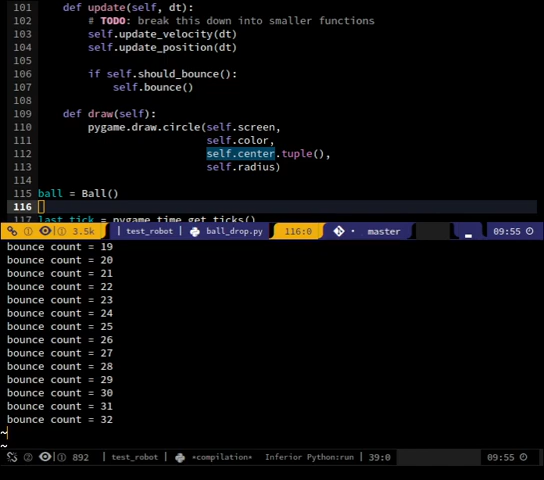 101 def update(self, dt):
102 # TODO: break this down into smaller functions
103 self.update_velocity(dt)
104 self.update_position(dt)
105
106 if self.should_bounce():
107 self.bounce()
108
109 def draw(self):
110 pygame.draw.circle(self.screen,
111 self.color,
112 self.center.tuple(),
113 self.radius)
114
115 ball = Ball()
116
117 last_tick = pygame.time.get_ticks()
① 3.5k | test_robot ball_drop.py 116:0 master 09:55
bounce count = 19
bounce count = 20
bounce count = 21
bounce count = 22
bounce count = 23
bounce count = 24
bounce count = 25
bounce count = 26
bounce count = 27
bounce count = 28
bounce count = 29
bounce count = 30
bounce count = 31
bounce count = 32
~
~
② ① 892 | test_robot | *compilation* Inferior Python:run | 39:0 09:55